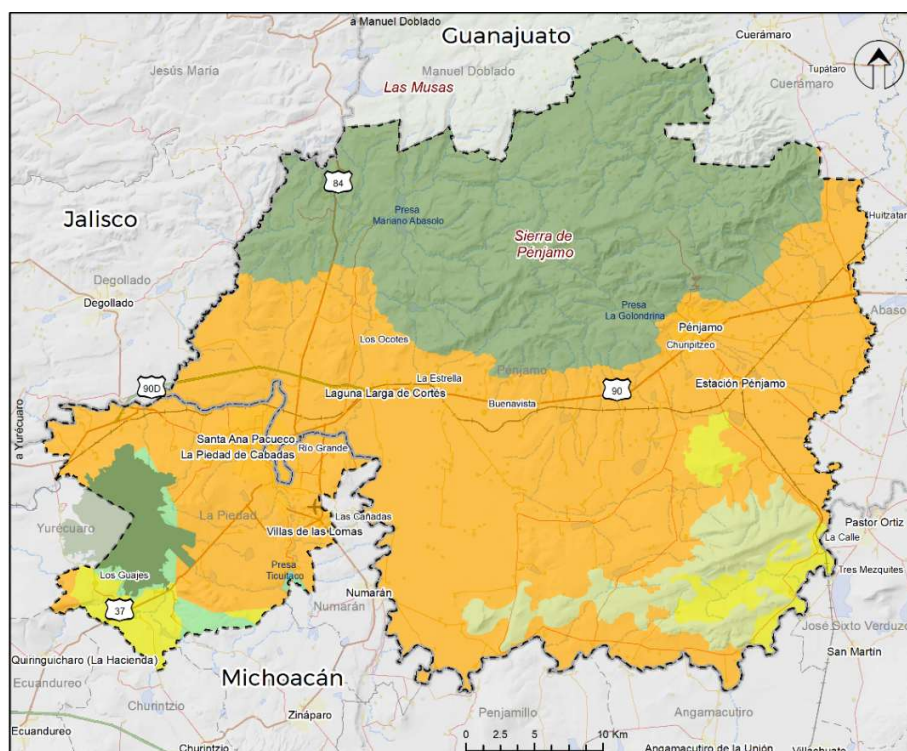 a Manuel Doblado
Guanajuato
Cuerámaro
Jesús María
Manuel Doblado
Tupátaro
Las Musas
Cuerámaro
84
Presa
Mariano Abasolo
Huitzatar
Jalisco
Sierra de
Pénjamo
Degollado
Degollado
Presa
La Golondrina
Abaso
Pénjamo
Los Ocotes
Churipitzeo
Pénjamo
La Estrella
90D
90
Estación Pénjamo
Laguna Larga de Cortés
Buenavista
a Yurécuaro
Santa Ana Pacueco
Río Grande
La Piedad de Cabadas
La Piedad
Las Cañadas
Yurécuaro
Villas de las Lomas
Pastor Ortiz
La Calle
Presa
Ticuitaco
Los Guajes
Tres Mezquites
Numarán
Numarán
37
José Sixto Verduzc
San Martín
Quiringuicharo (La Hacienda)
Ecuandureo
Michoacán
Churintzio
Zináparo
Penjamillo
Angamacutiro
Ecuandureo
Churintzio
0 2.5 5 10 Km
Angamacutiro de la Unión
Villachuato